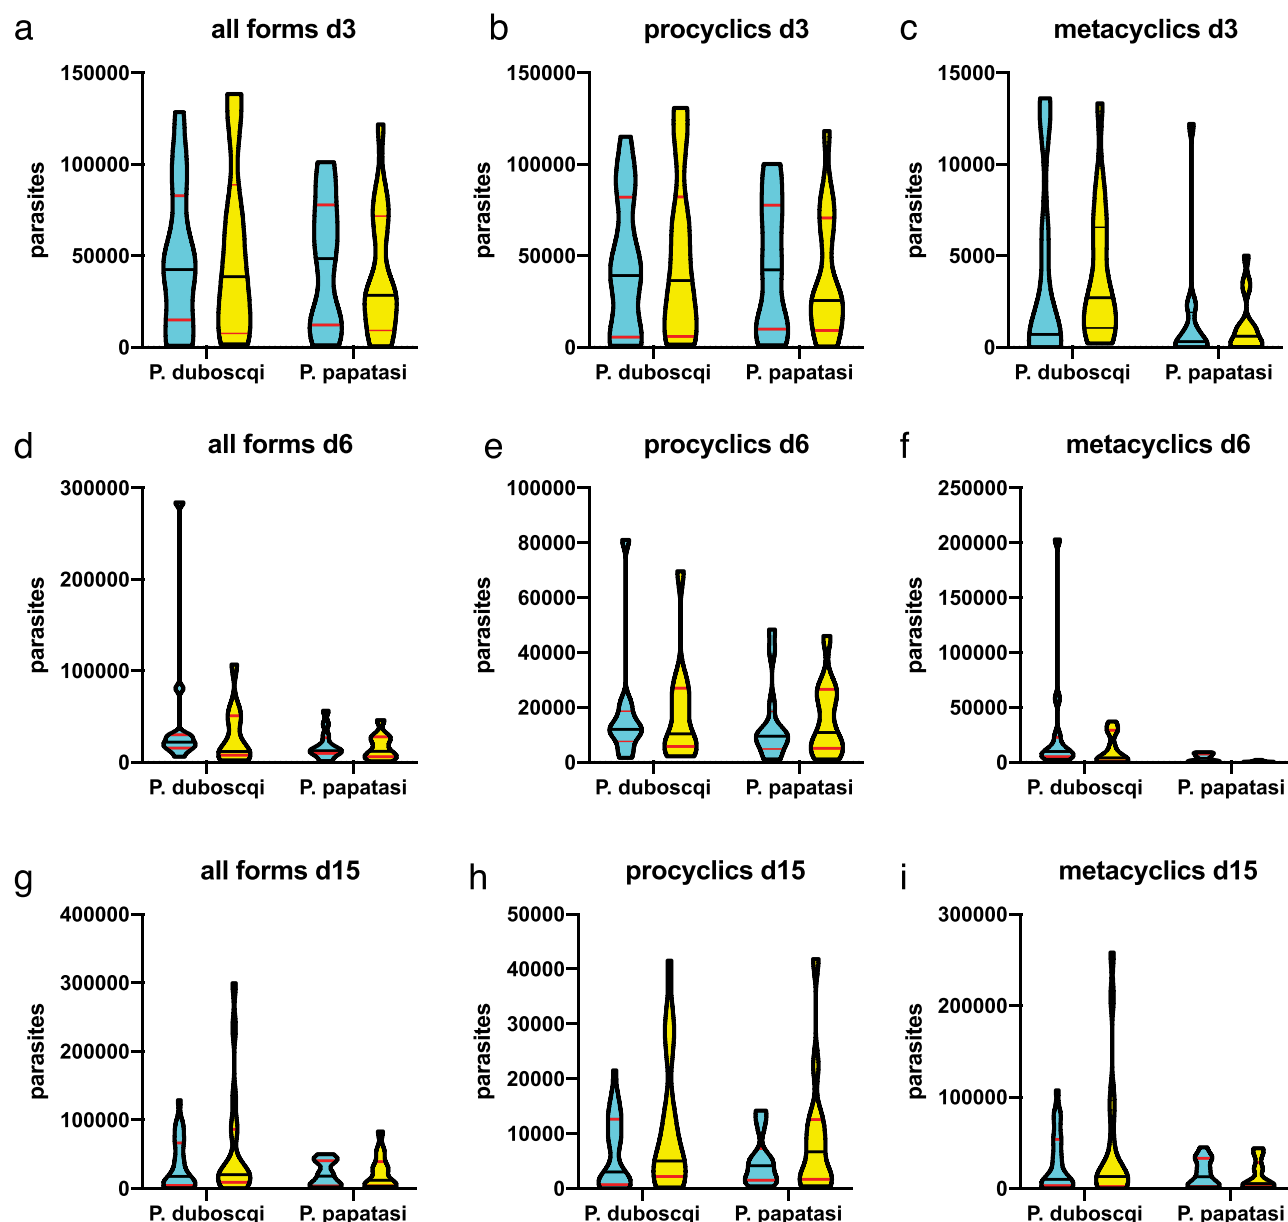 a all forms d3
150000
100000
50000
0
parasites
P. duboscqi P. papatasi
b procyclics d3
150000
100000
50000
0
parasites
P. duboscqi P. papatasi
c metacyclics d3
15000
10000
5000
0
parasites
P. duboscqi P. papatasi
d all forms d6
300000
200000
100000
0
parasites
P. duboscqi P. papatasi
e procyclics d6
100000
80000
60000
40000
20000
0
parasites
P. duboscqi P. papatasi
f metacyclics d6
250000
200000
150000
100000
50000
0
parasites
P. duboscqi P. papatasi
g all forms d15
400000
300000
200000
100000
0
parasites
P. duboscqi P. papatasi
h procyclics d15
50000
40000
30000
20000
10000
0
parasites
P. duboscqi P. papatasi
i metacyclics d15
300000
200000
100000
0
parasites
P. duboscqi P. papatasi